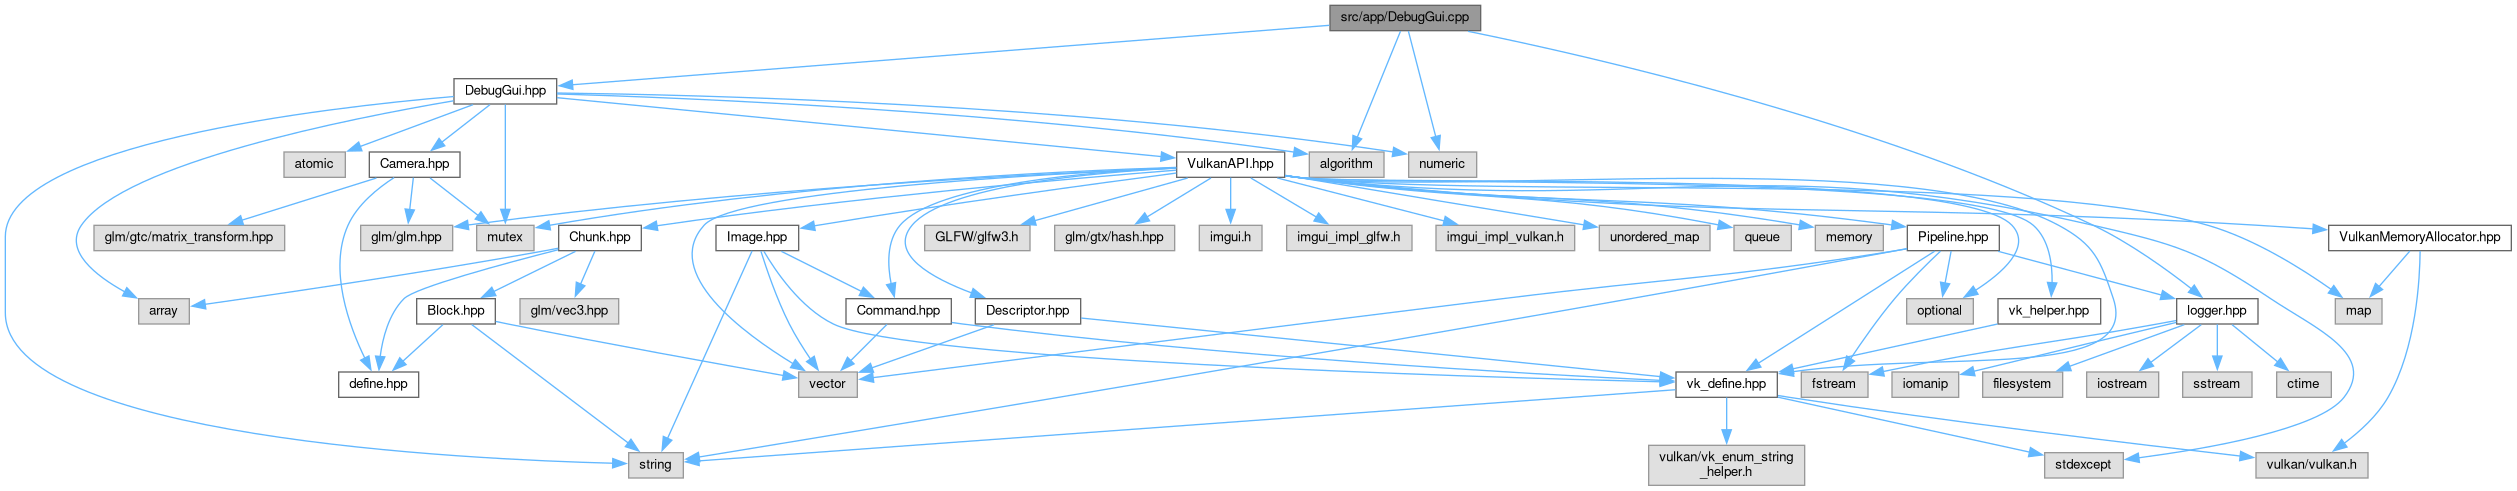 src/app/DebugGui.cpp
DebugGui.hpp
atomic
Camera.hpp
VulkanAPI.hpp
algorithm
numeric
glm/gtc/matrix_transform.hpp
glm/glm.hpp
mutex
Chunk.hpp
Image.hpp
GLFW/glfw3.h
glm/gtx/hash.hpp
imgui.h
imgui_impl_glfw.h
imgui_impl_vulkan.h
unordered_map
queue
memory
Pipeline.hpp
VulkanMemoryAllocator.hpp
array
Block.hpp
glm/vec3.hpp
Command.hpp
Descriptor.hpp
optional
vk_helper.hpp
logger.hpp
map
define.hpp
vector
vk_define.hpp
fstream
iomanip
filesystem
iostream
sstream
ctime
string
vulkan/vk_enum_string
_helper.h
stdexcept
vulkan/vulkan.h